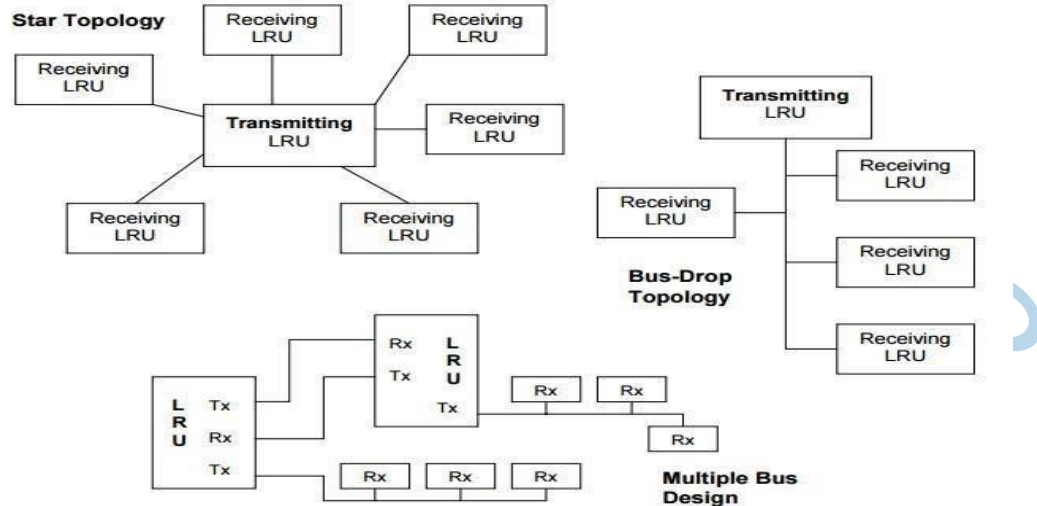 Star Topology
Receiving
LRU
Receiving
LRU
Receiving
LRU
Transmitting
LRU
Receiving
LRU
Receiving
LRU
Receiving
LRU
Transmitting
LRU
Receiving
LRU
Receiving
LRU
Receiving
LRU
Receiving
LRU
Bus-Drop
Topology
L
R
U
Tx
Rx
Tx
Rx
Tx
L
R
U
Tx
Rx
Rx
Rx
Rx
Rx
Rx
Multiple Bus
Design